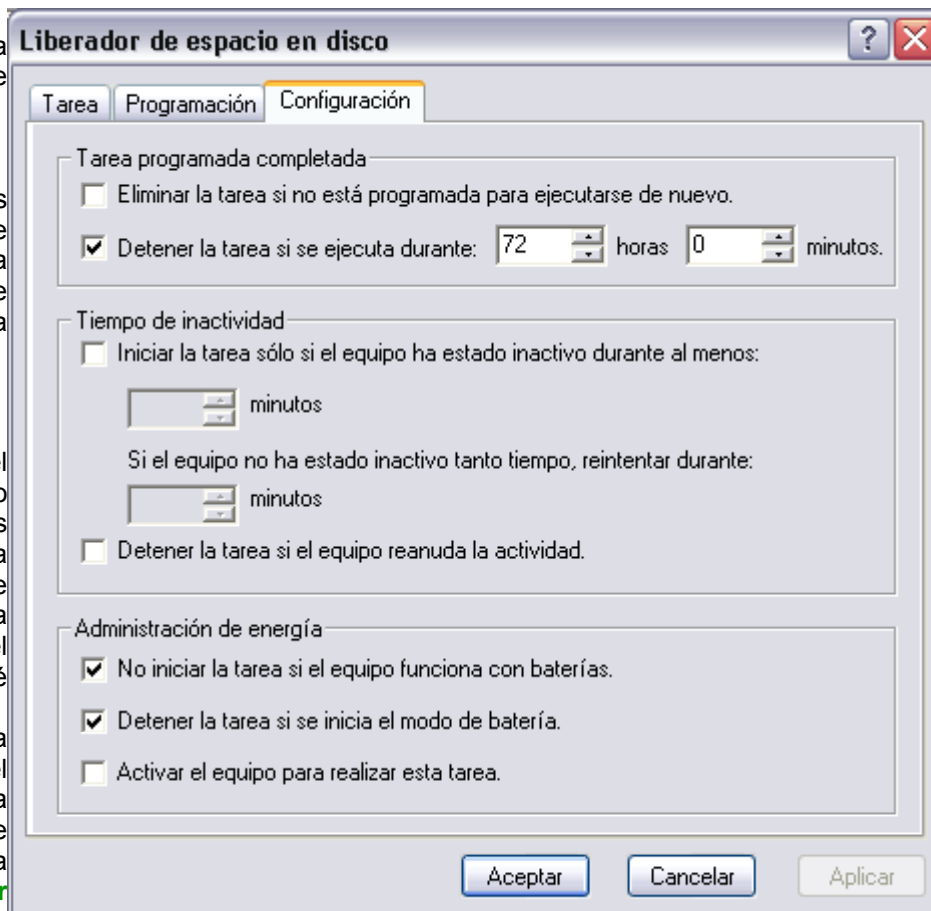 Liberador de espacio en disco
Tarea Programación Configuración
Tarea programada completada
Eliminar la tarea si no está programada para ejecutarse de nuevo.
Detener la tarea si se ejecuta durante: 72 horas 0 minutos.
Tiempo de inactividad
Iniciar la tarea sólo si el equipo ha estado inactivo durante al menos:
minutos
Si el equipo no ha estado inactivo tanto tiempo, reintentar durante:
minutos
Detener la tarea si el equipo reanuda la actividad.
Administración de energía
No iniciar la tarea si el equipo funciona con baterías.
Detener la tarea si se inicia el modo de batería.
Activar el equipo para realizar esta tarea.
Aceptar Cancelar Aplicar